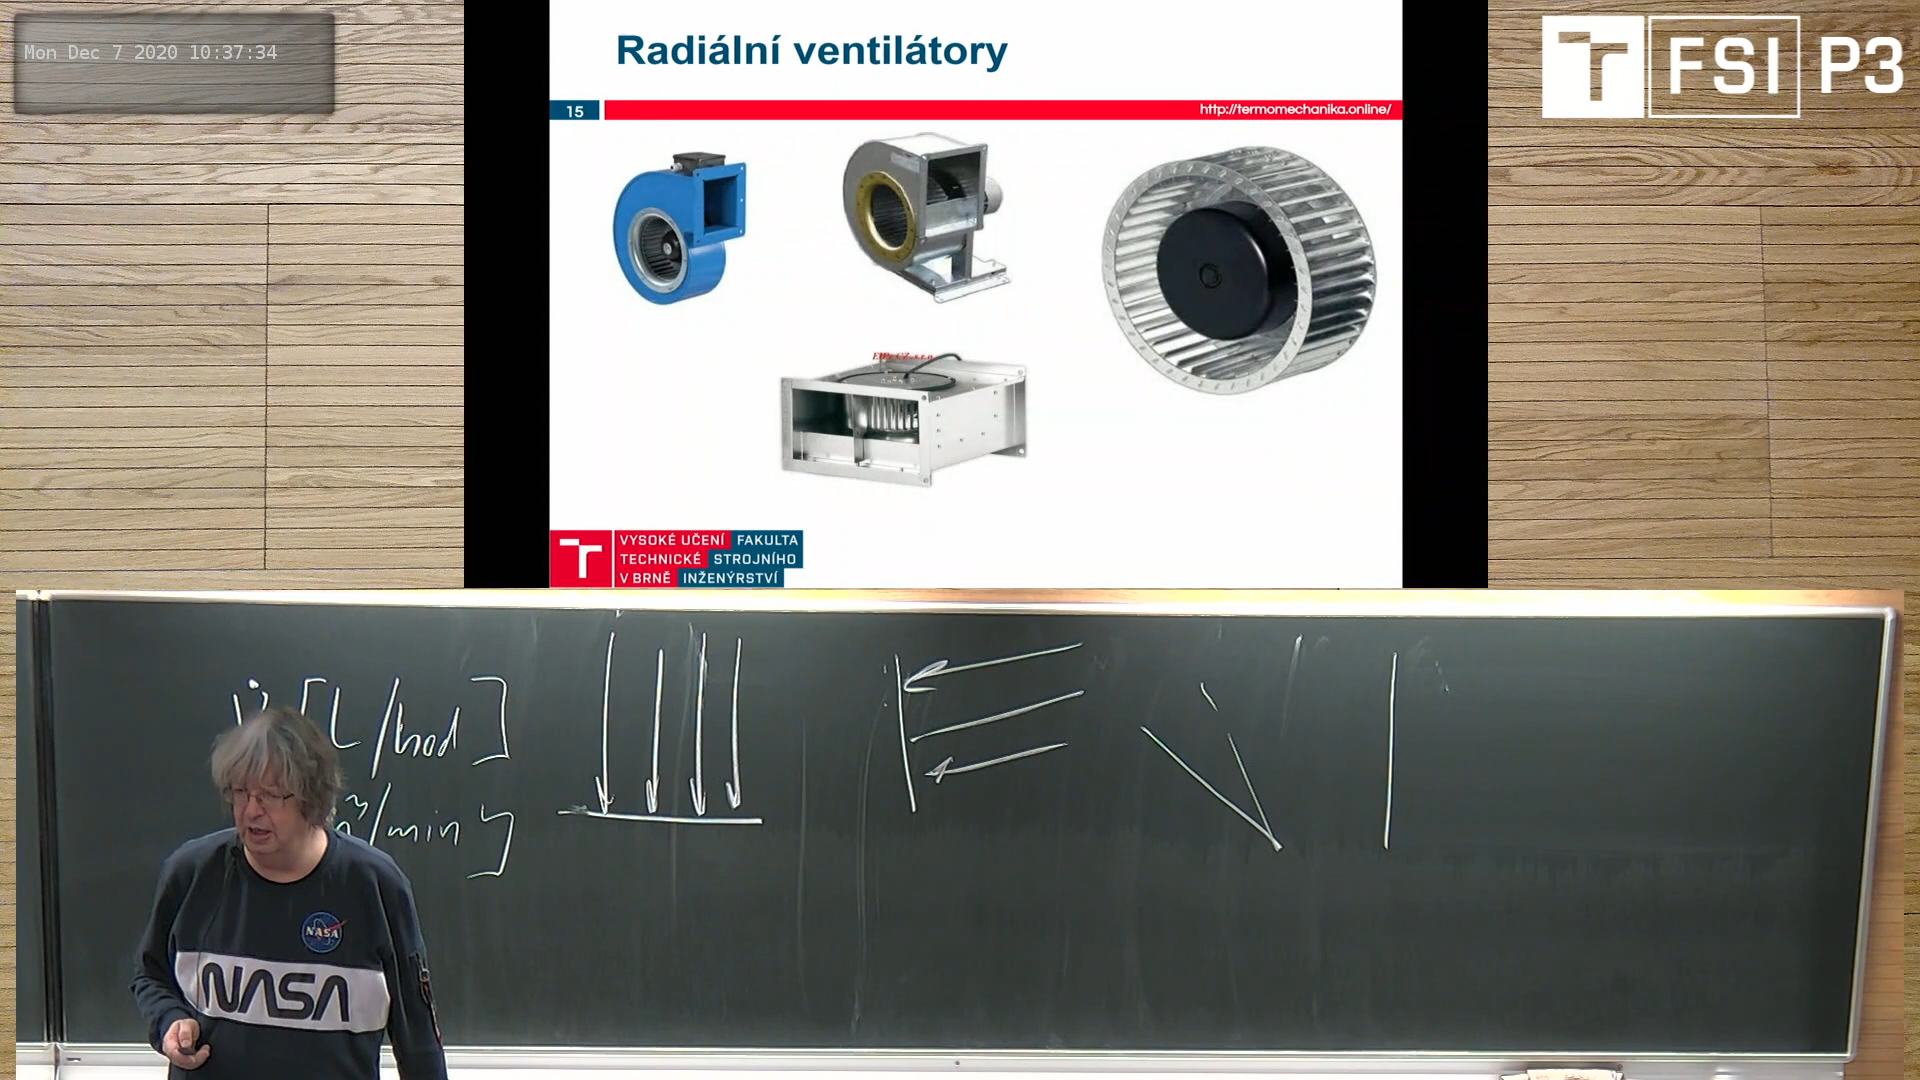 Mon Dec 7 2020 10:37:34
Radiální ventilátory
15
http://termomechanika.online/
T FSI P3
VYSOKÉ UČENÍ FAKULTA
TECHNICKÉ STROJNÍHO
V BRNĚ INŽENÝRSTVÍ
[L/hod]
³/min]
NASA
NASA